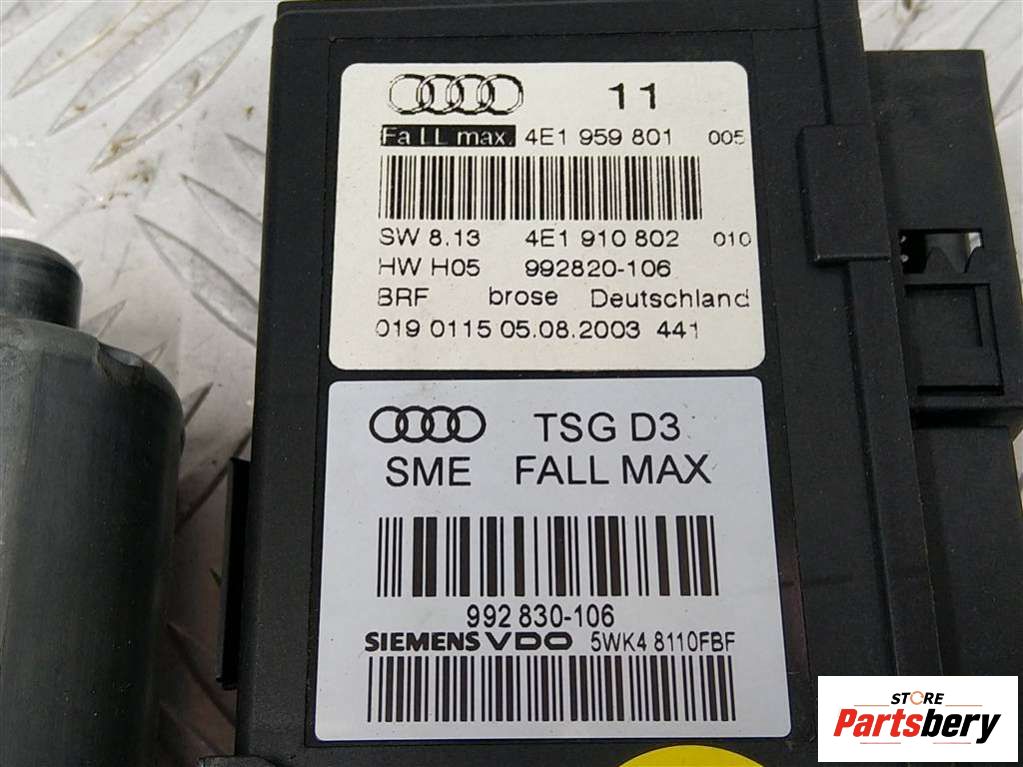 11
Fall max. 4E1 959 801 005
SW 8.13 4E1 910 802 010
HW H05 992820-106
BRF brose Deutschland
019 0115 05.08.2003 441
TSG D3
SME FALL MAX
992 830-106
SIEMENS VDO 5WK4 8110FBF
STORE
Partsbery